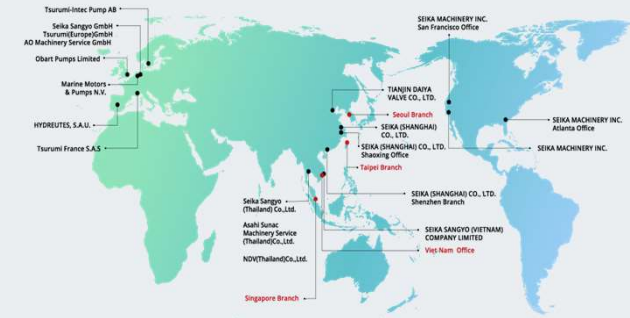 Tsurumi-Intec Pump AB
Seika Sangyo GmbH
Tsurumi(Europe)GmbH
AO Machinery Service GmbH
Obart Pumps Limited
Marine Motors
& Pumps N.V.
HYDREUTES, S.A.U.
Tsurumi France S.A.S
Seika Sangyo
(Thailand) Co.,Ltd.
Asahi Sunac
Machinery Service
(Thailand)Co.,Ltd.
NDV(Thailand)Co.,Ltd.
Singapore Branch
TIANJIN DAIYA
VALVE CO., LTD.
Seoul Branch
SEIKA (SHANGHAI)
CO., LTD.
SEIKA (SHANGHAI) CO., LTD.
Shaoxing Office
Taipei Branch
SEIKA (SHANGHAI) CO., LTD.
Shenzhen Branch
SEIKA SANGYO (VIETNAM)
COMPANY LIMITED
Viet Nam Office
SEIKA MACHINERY INC.
San Francisco Office
SEIKA MACHINERY INC.
Atlanta Office
SEIKA MACHINERY INC.